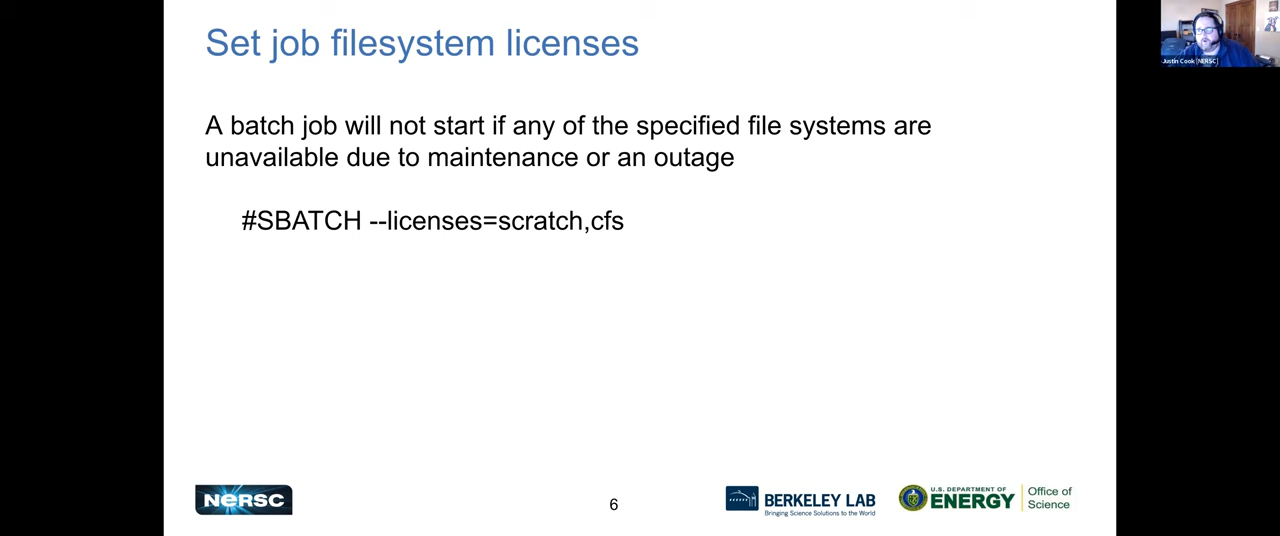 Set job filesystem licenses
Justin Cook [NERSC]
A batch job will not start if any of the specified file systems are
unavailable due to maintenance or an outage
#SBATCH --licenses=scratch,cfs
NERSC
6
BERKELEY LAB
Bringing Science Solutions to the World
U.S. DEPARTMENT OF
ENERGY
Office of
Science